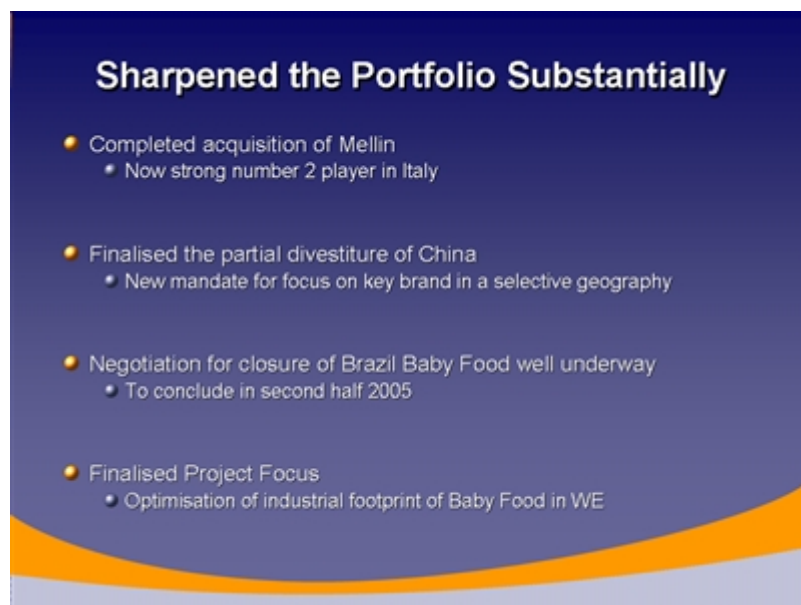 Sharpened the Portfolio Substantially
Completed acquisition of Mellin
Now strong number 2 player in Italy
Finalised the partial divestiture of China
New mandate for focus on key brand in a selective geography
Negotiation for closure of Brazil Baby Food well underway
To conclude in second half 2005
Finalised Project Focus
Optimisation of industrial footprint of Baby Food in WE